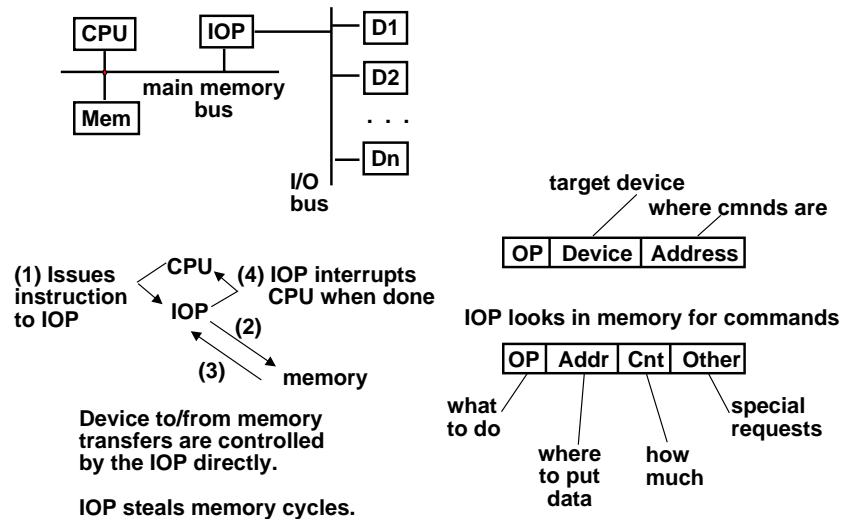 CPU
IOP
D1
main memory
bus
D2
Mem
. . .
Dn
I/O
bus
target device
where cmnds are
OP Device Address
(1) Issues
instruction
to IOP
CPU
IOP
(4) IOP interrupts
CPU when done
(2)
(3)
memory
IOP looks in memory for commands
OP Addr Cnt Other
what
to do
where
to put
data
how
much
special
requests
Device to/from memory
transfers are controlled
by the IOP directly.
IOP steals memory cycles.